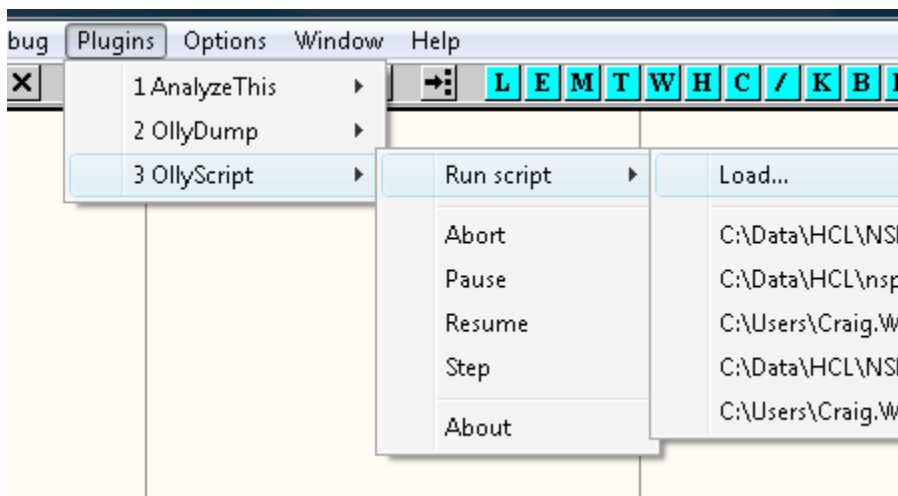 bug Plugins Options Window Help
L E M T W H C / K B
1 AnalyzeThis
2 OllyDump
3 OllyScript
Run script
Load...
Abort
C:\Data\HCL\NS
Pause
C:\Data\HCL\nsp
Resume
C:\Users\Craig.W
Step
C:\Data\HCL\NS
C:\Users\Craig.W
About